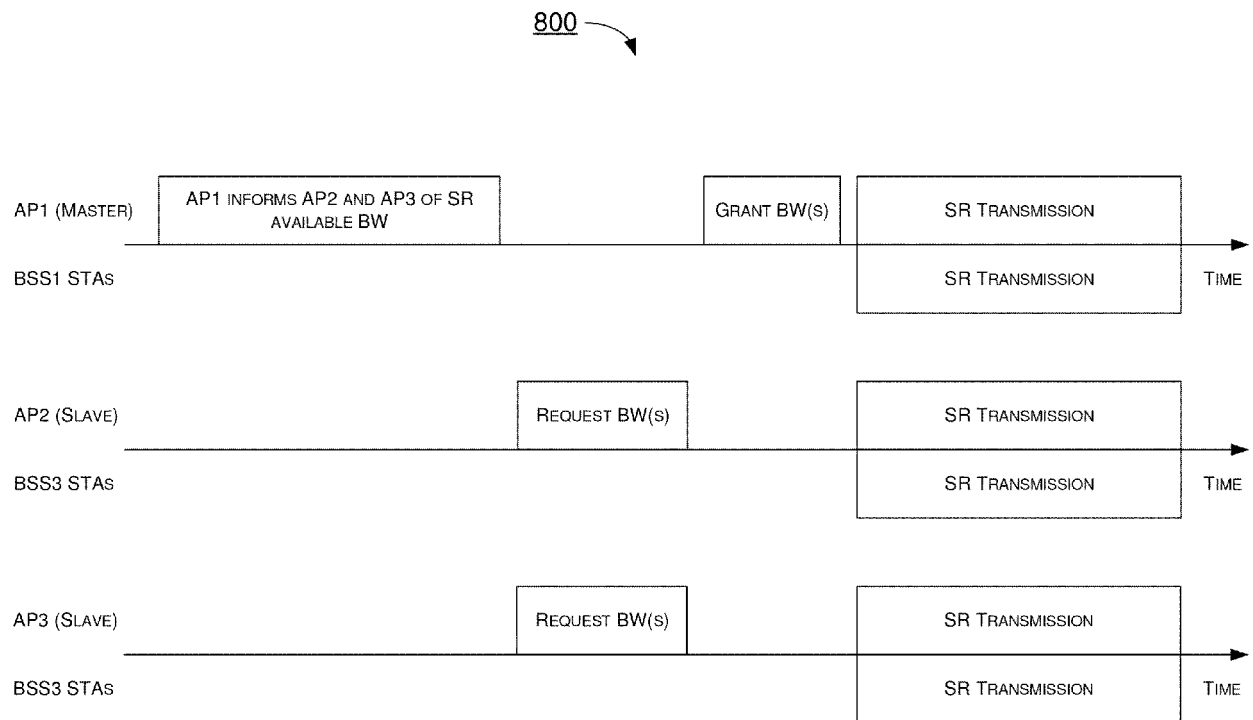 800
AP1 INFORMS AP2 AND AP3 OF SR
AVAILABLE BW
GRANT BW(S)
SR TRANSMISSION
AP1 (MASTER)
BSS1 STAS
SR TRANSMISSION
TIME
AP2 (SLAVE)
REQUEST BW(S)
SR TRANSMISSION
BSS3 STAS
SR TRANSMISSION
TIME
AP3 (SLAVE)
REQUEST BW(S)
SR TRANSMISSION
BSS3 STAS
SR TRANSMISSION
TIME